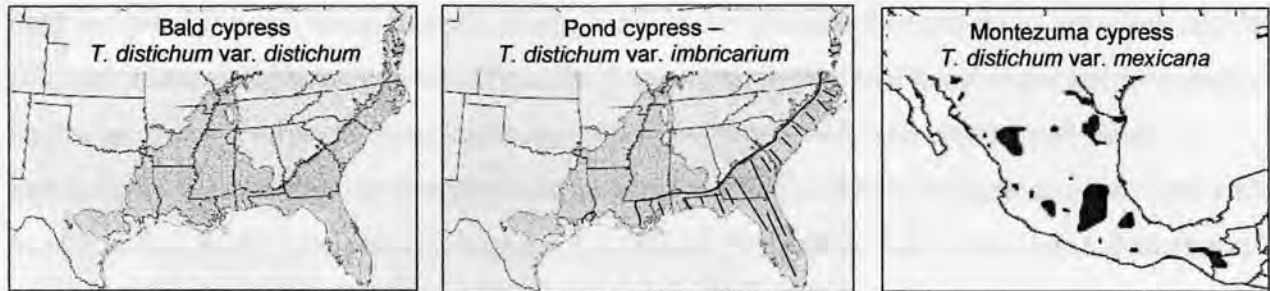 Bald cypress
T. distichum var. distichum
Pond cypress –
T. distichum var. imbricarium
Montezuma cypress
T. distichum var. mexicana